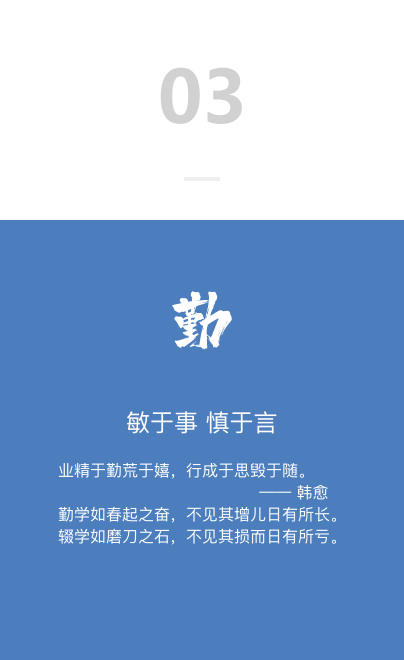 03
勤
敏于事 慎于言
业精于勤荒于嬉，行成于思毁于随。
—— 韩愈
勤学如春起之奋，不见其增儿日有所长。
辍学如磨刀之石，不见其损而日有所亏。